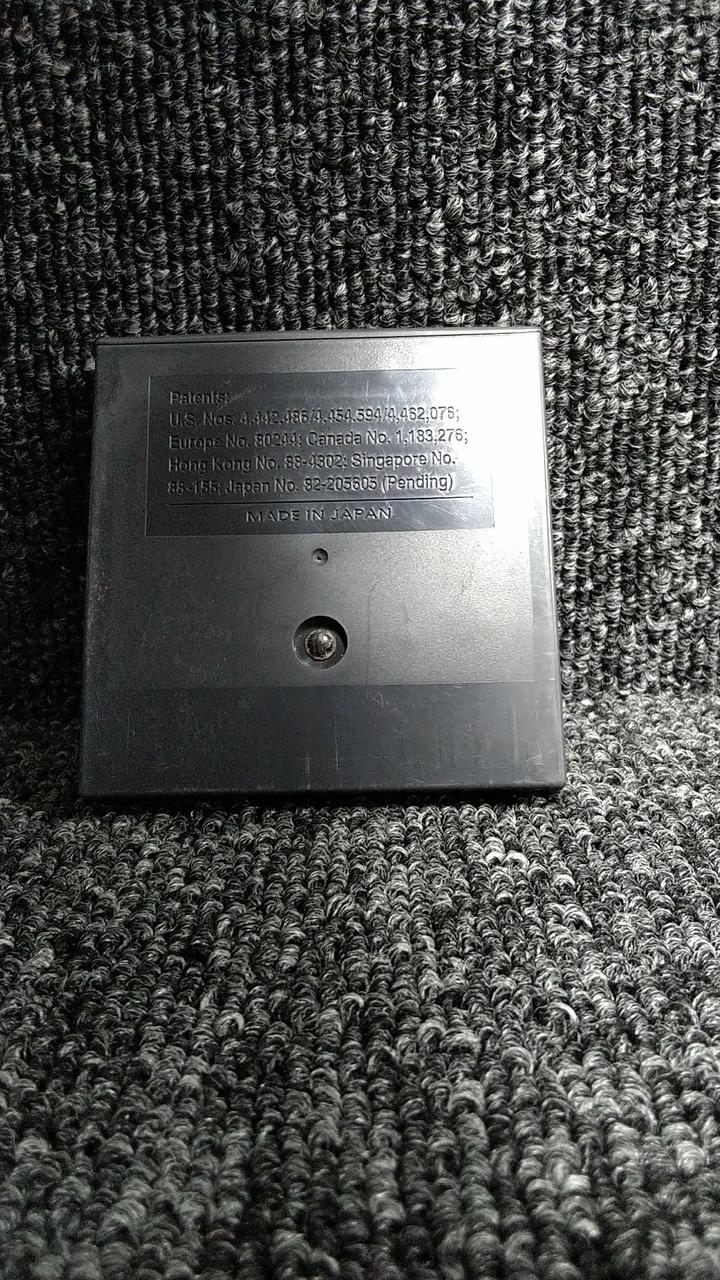 Patents:
U.S. Nos. 4,442,486/4,454,594/4,462,076;
Europe No. 80244; Canada No. 1,183,276;
Hong Kong No. 88-4302; Singapore No.
88-155; Japan No. 82-205605 (Pending)
MADE IN JAPAN